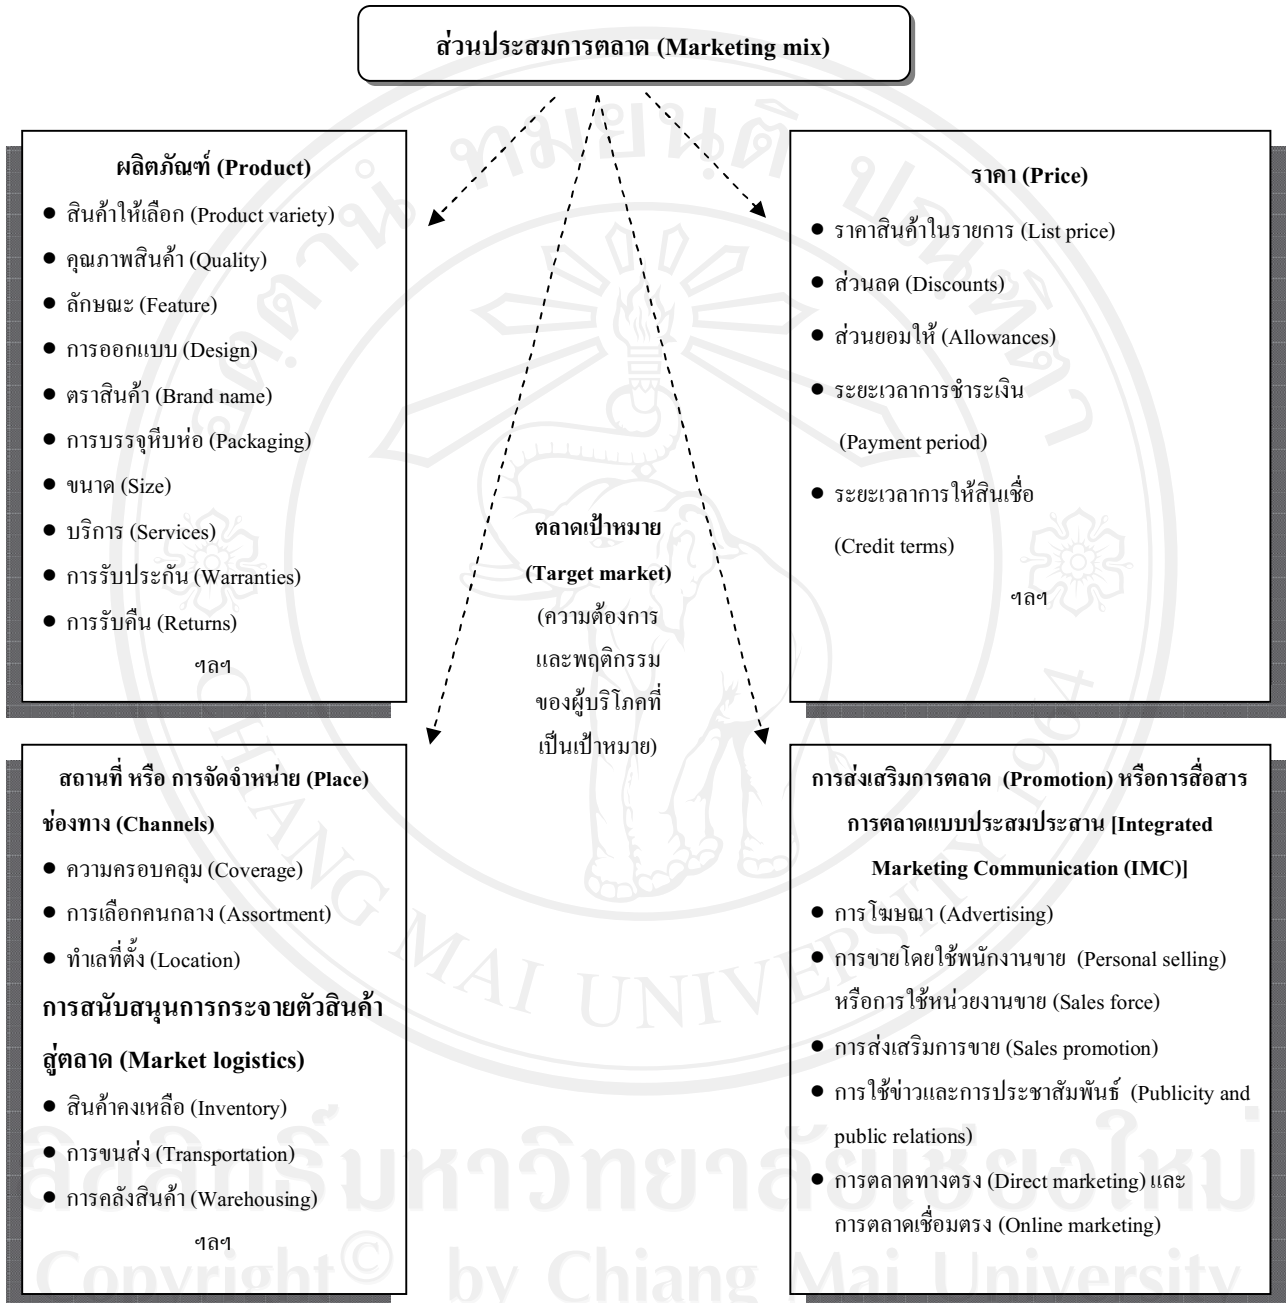 ส่วนประสมการตลาด (Marketing mix)
ผลิตภัณฑ์ (Product)
● สินค้าให้เลือก (Product variety)
● คุณภาพสินค้า (Quality)
● ลักษณะ (Feature)
● การออกแบบ (Design)
● ตราสินค้า (Brand name)
● การบรรจุหีบห่อ (Packaging)
● ขนาด (Size)
● บริการ (Services)
● การรับประกัน (Warranties)
● การรับคืน (Returns)
ฯลฯ
ราคา (Price)
● ราคาสินค้าในรายการ (List price)
● ส่วนลด (Discounts)
● ส่วนยอมให้ (Allowances)
● ระยะเวลาการชำระเงิน
(Payment period)
● ระยะเวลาการให้สินเชื่อ
(Credit terms)
ฯลฯ
ตลาดเป้าหมาย
(Target market)
(ความต้องการ
และพฤติกรรม
ของผู้บริโภคที่
เป็นเป้าหมาย)
สถานที่ หรือ การจัดจำหน่าย (Place)
ช่องทาง (Channels)
● ความครอบคลุม (Coverage)
● การเลือกคนกลาง (Assortment)
● ทำเลที่ตั้ง (Location)
การสนับสนุนการกระจายตัวสินค้า
สู่ตลาด (Market logistics)
● สินค้าคงเหลือ (Inventory)
● การขนส่ง (Transportation)
● การคลังสินค้า (Warehousing)
ฯลฯ
การส่งเสริมการตลาด (Promotion) หรือการสื่อสาร
การตลาดแบบประสมประสาน [Integrated
Marketing Communication (IMC)]
● การโฆษณา (Advertising)
● การขายโดยใช้พนักงานขาย (Personal selling)
หรือการใช้หน่วยงานขาย (Sales force)
● การส่งเสริมการขาย (Sales promotion)
● การใช้ข่าวและการประชาสัมพันธ์ (Publicity and
public relations)
● การตลาดทางตรง (Direct marketing) และ
การตลาดเชื่อมตรง (Online marketing)
CHIANG MAI UNIVERSITY 1964
ลิขสิทธิ์มหาวิทยาลัยเชียงใหม่
Copyright© by Chiang Mai University